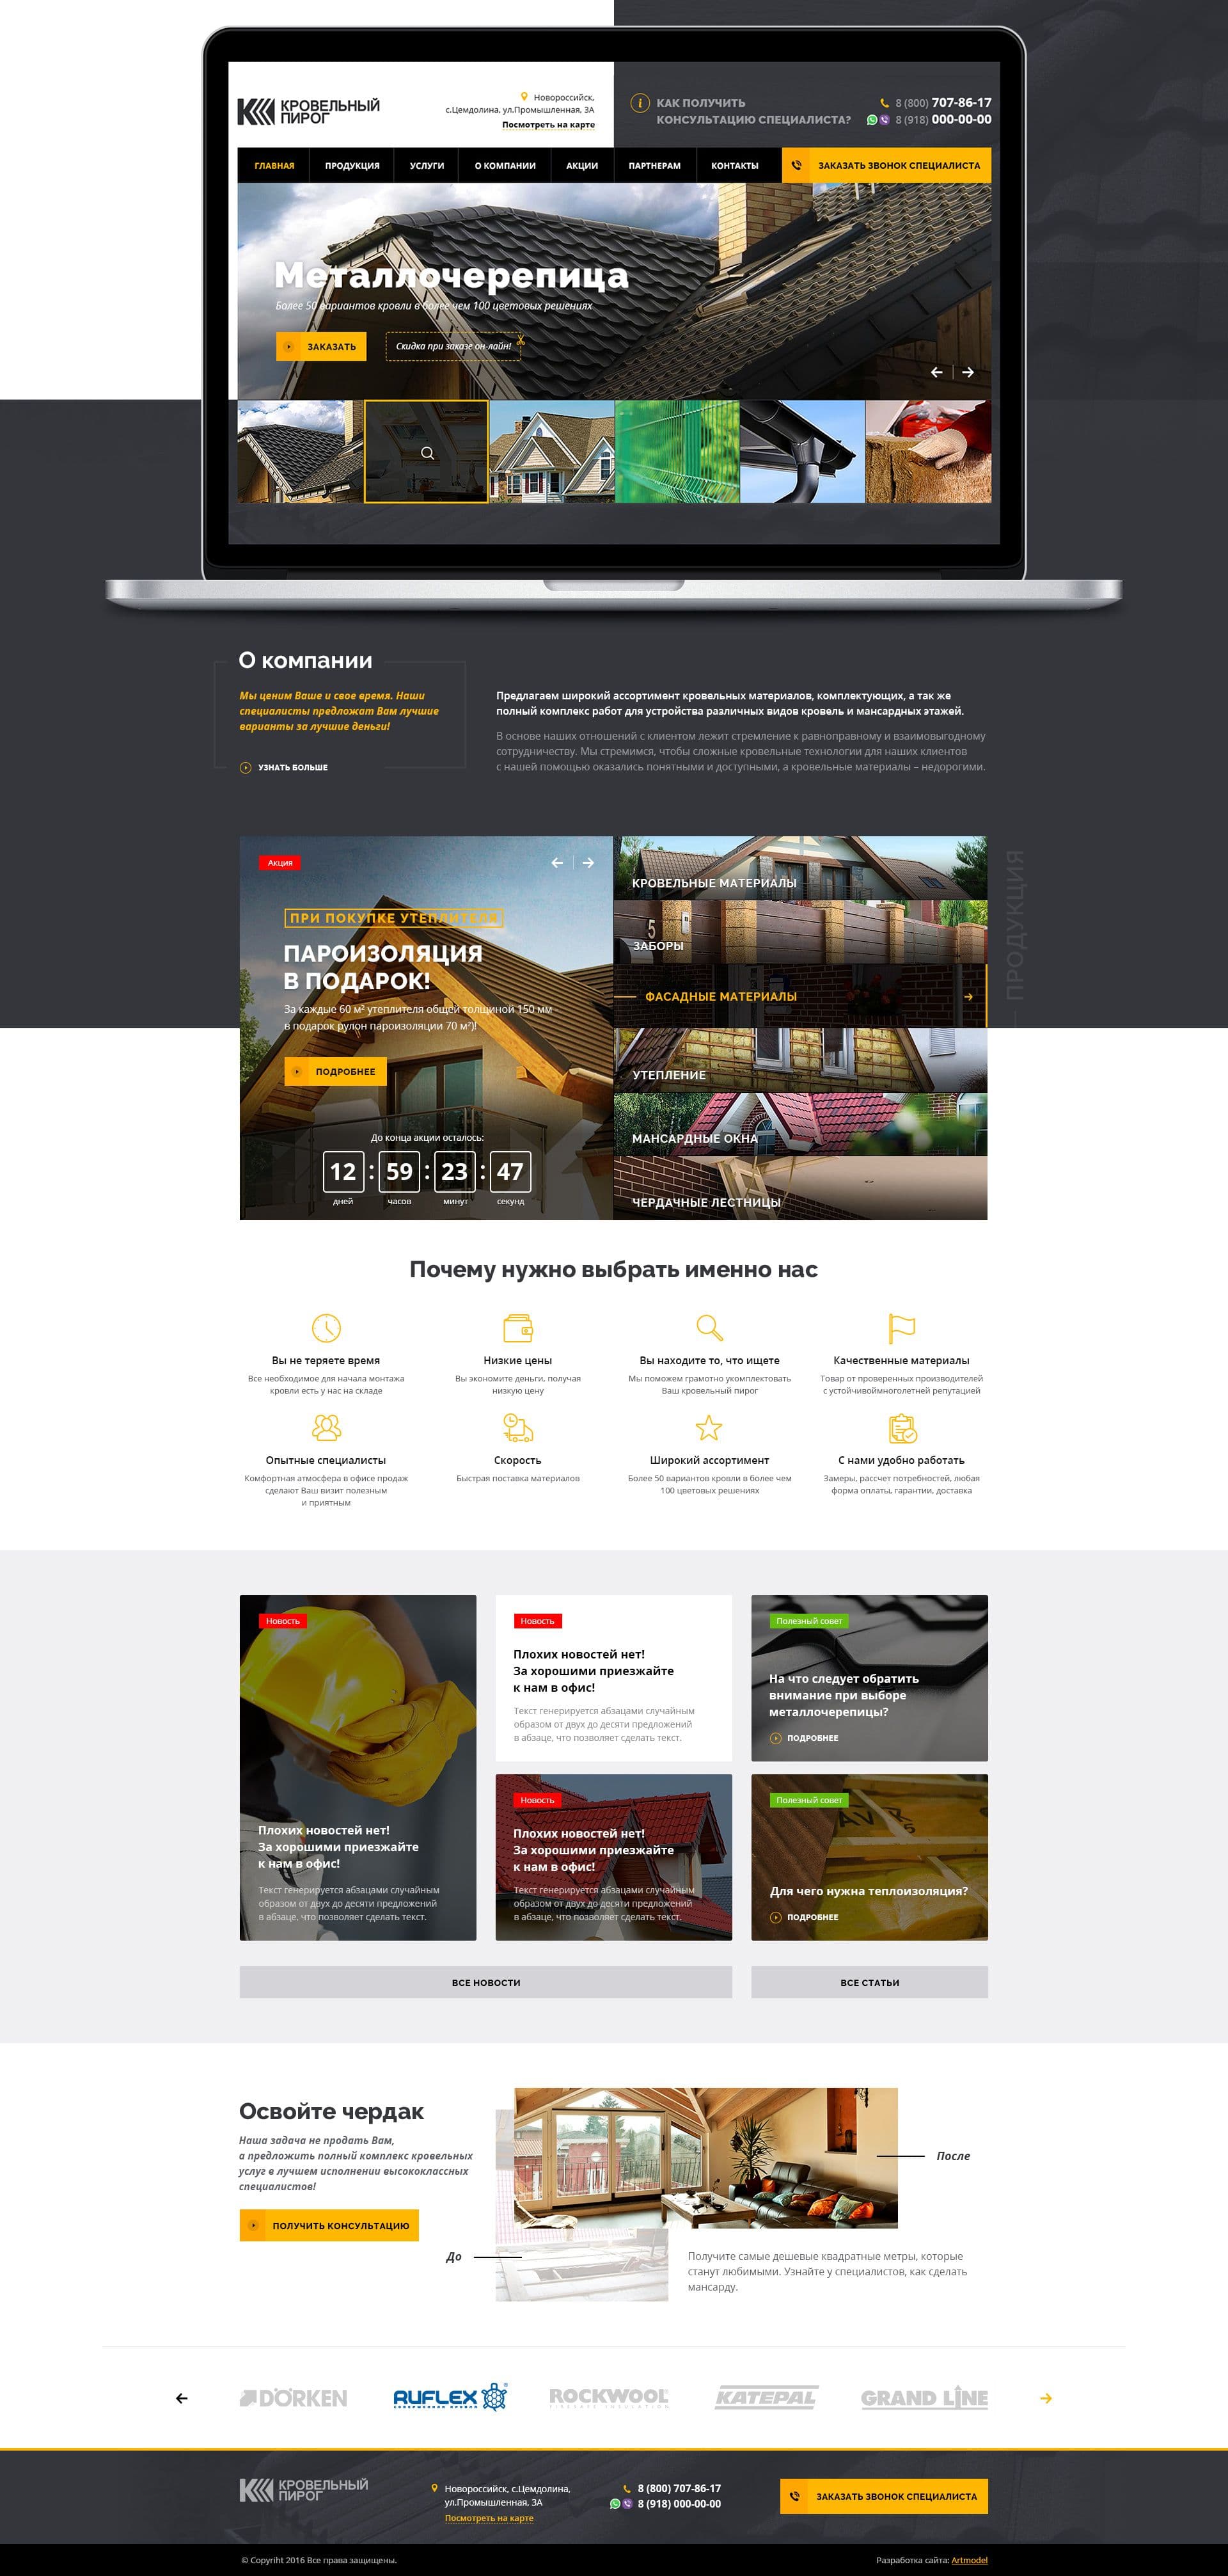 КРОВЕЛЬНЫЙ
ПИРОГ
Новороссийск,
с.Цемдолина, ул.Промышленная, 3А
Посмотреть на карте
КАК ПОЛУЧИТЬ
КОНСУЛЬТАЦИЮ СПЕЦИАЛИСТА?
8 (800) 707-86-17
8 (918) 000-00-00
ГЛАВНАЯ ПРОДУКЦИЯ УСЛУГИ О КОМПАНИИ АКЦИИ ПАРТНЕРАМ КОНТАКТЫ ЗАКАЗАТЬ ЗВОНОК СПЕЦИАЛИСТА
Металлочерепица
Более 50 вариантов кровли в более чем 100 цветовых решениях
ЗАКАЗАТЬ Скидка при заказе он-лайн!
О компании
Мы ценим Ваше и свое время. Наши
специалисты предложат Вам лучшие
варианты за лучшие деньги!
УЗНАТЬ БОЛЬШЕ
Предлагаем широкий ассортимент кровельных материалов, комплектующих, а так же
полный комплекс работ для устройства различных видов кровель и мансардных этажей.
В основе наших отношений с клиентом лежит стремление к равноправному и взаимовыгодному
сотрудничеству. Мы стремимся, чтобы сложные кровельные технологии для наших клиентов
с нашей помощью оказались понятными и доступными, а кровельные материалы – недорогими.
Акция
ПРИ ПОКУПКЕ УТЕПЛИТЕЛЯ
ПАРОИЗОЛЯЦИЯ
В ПОДАРОК!
За каждые 60 м² утеплителя общей толщиной 150 мм -
в подарок рулон пароизоляции 70 м²)!
ПОДРОБНЕЕ
До конца акции осталось:
12 : 59 : 23 : 47
дней часов минут секунд
КРОВЕЛЬНЫЕ МАТЕРИАЛЫ
5
ЗАБОРЫ
ФАСАДНЫЕ МАТЕРИАЛЫ
УТЕПЛЕНИЕ
МАНСАРДНЫЕ ОКНА
ЧЕРДАЧНЫЕ ЛЕСТНИЦЫ
ПРОДУКЦИЯ
Почему нужно выбрать именно нас
Вы не теряете время
Все необходимое для начала монтажа
кровли есть у нас на складе
Низкие цены
Вы экономите деньги, получая
низкую цену
Вы находите то, что ищете
Мы поможем грамотно укомплектовать
Ваш кровельный пирог
Качественные материалы
Товар от проверенных производителей
с устойчивоймноголетней репутацией
Опытные специалисты
Комфортная атмосфера в офисе продаж
сделают Ваш визит полезным
и приятным
Скорость
Быстрая поставка материалов
Широкий ассортимент
Более 50 вариантов кровли в более чем
100 цветовых решениях
С нами удобно работать
Замеры, рассчет потребностей, любая
форма оплаты, гарантии, доставка
Новость
Плохих новостей нет!
За хорошими приезжайте
к нам в офис!
Текст генерируется абзацами случайным
образом от двух до десяти предложений
в абзаце, что позволяет сделать текст.
Новость
Плохих новостей нет!
За хорошими приезжайте
к нам в офис!
Текст генерируется абзацами случайным
образом от двух до десяти предложений
в абзаце, что позволяет сделать текст.
Новость
Плохих новостей нет!
За хорошими приезжайте
к нам в офис!
Текст генерируется абзацами случайным
образом от двух до десяти предложений
в абзаце, что позволяет сделать текст.
Полезный совет
На что следует обратить
внимание при выборе
металлочерепицы?
ПОДРОБНЕЕ
Полезный совет
Для чего нужна теплоизоляция?
ПОДРОБНЕЕ
ВСЕ НОВОСТИ
ВСЕ СТАТЬИ
Освойте чердак
Наша задача не продать Вам,
а предложить полный комплекс кровельных
услуг в лучшем исполнении высококлассных
специалистов!
ПОЛУЧИТЬ КОНСУЛЬТАЦИЮ
После
До
Получите самые дешевые квадратные метры, которые
станут любимыми. Узнайте у специалистов, как сделать
мансарду.
DÖRKEN RUFLEX ROCKWOOL KATEPAL GRAND LINE
КРОВЕЛЬНЫЙ
ПИРОГ
Новороссийск, с.Цемдолина,
ул.Промышленная, 3А
Посмотреть на карте
8 (800) 707-86-17
8 (918) 000-00-00
ЗАКАЗАТЬ ЗВОНОК СПЕЦИАЛИСТА
© Copyriht 2016 Все права защищены.
Разработка сайта: Artmodel